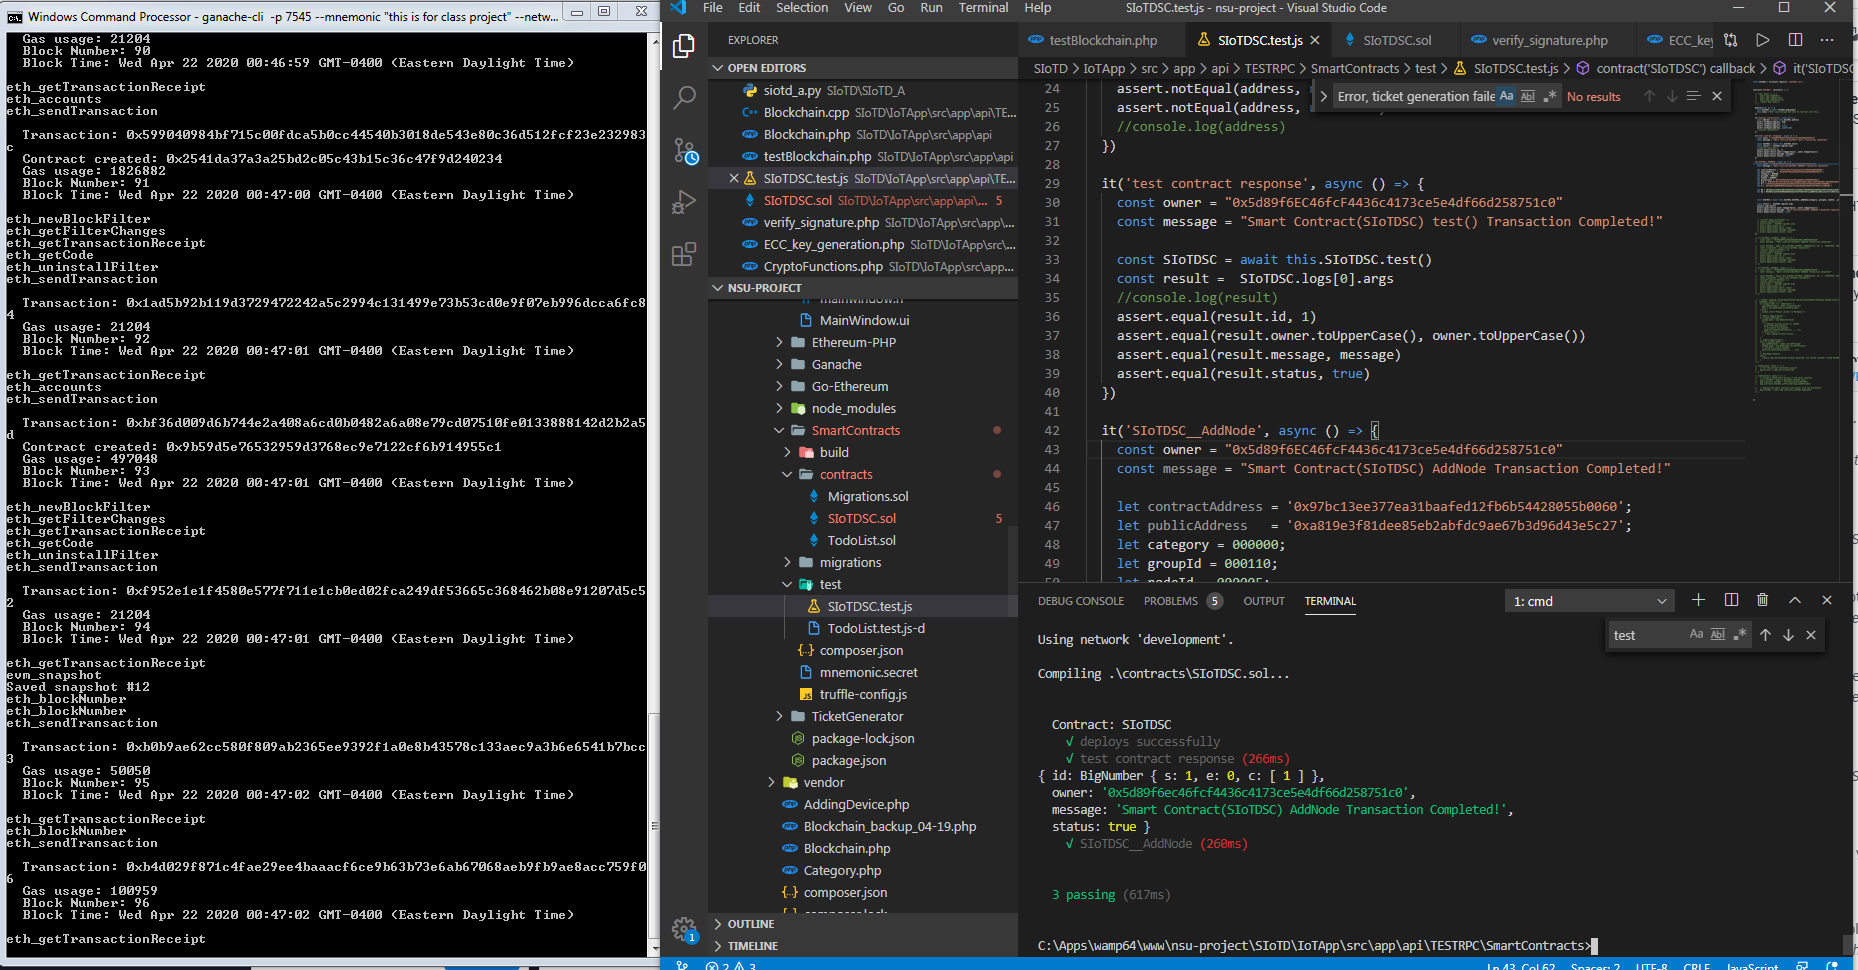 Windows Command Processor - ganache-cli -p 7545 --mnemonic "this is for class project" --netw...
Gas usage: 21204
Block Number: 90
Block Time: Wed Apr 22 2020 00:46:59 GMT-0400 (Eastern Daylight Time)
eth_getTransactionReceipt
eth_accounts
eth_sendTransaction
Transaction: 0x599040984bf715c00fdca5b0cc44540b3018de543e80c36d512fcf23e232983
c
Contract created: 0x2541da37a3a25bd2c05c43b15c36c47f9d240234
Gas usage: 1826882
Block Number: 91
Block Time: Wed Apr 22 2020 00:47:00 GMT-0400 (Eastern Daylight Time)
eth_newBlockFilter
eth_getFilterChanges
eth_getTransactionReceipt
eth_getCode
eth_uninstallFilter
eth_sendTransaction
Transaction: 0x1ad5b92b119d3729472242a5c2994c131499e73b53cd0e9f07eb996dcca6fc8
4
Gas usage: 21204
Block Number: 92
Block Time: Wed Apr 22 2020 00:47:01 GMT-0400 (Eastern Daylight Time)
eth_getTransactionReceipt
eth_accounts
eth_sendTransaction
Transaction: 0xbf36d009d6b744e2a408a6cd0b0482a6a08e79cd07510fe0133888142d2b2a5
d
Contract created: 0x9b59d5e76532959d3768ec9e7122cf6b914955c1
Gas usage: 497048
Block Number: 93
Block Time: Wed Apr 22 2020 00:47:01 GMT-0400 (Eastern Daylight Time)
eth_newBlockFilter
eth_getFilterChanges
eth_getTransactionReceipt
eth_getCode
eth_uninstallFilter
eth_sendTransaction
Transaction: 0xf952e1e1f4580e577f711e1cb0ed02fca249df53665c368462b08e91207d5c5
2
Gas usage: 21204
Block Number: 94
Block Time: Wed Apr 22 2020 00:47:01 GMT-0400 (Eastern Daylight Time)
eth_getTransactionReceipt
evm_snapshot
Saved snapshot #12
eth_blockNumber
eth_blockNumber
eth_sendTransaction
Transaction: 0xb0b9ae62cc580f809ab2365ee9392f1a0e8b43578c133aec9a3b6e6541b7bcc
3
Gas usage: 50050
Block Number: 95
Block Time: Wed Apr 22 2020 00:47:02 GMT-0400 (Eastern Daylight Time)
eth_getTransactionReceipt
eth_blockNumber
eth_sendTransaction
Transaction: 0xb4d029f871c4fae29ee4baaacf6ce9b63b73e6ab67068aeb9fb9ae8acc759f0
6
Gas usage: 100959
Block Number: 96
Block Time: Wed Apr 22 2020 00:47:02 GMT-0400 (Eastern Daylight Time)
eth_getTransactionReceipt
File Edit Selection View Go Run Terminal Help SIoTDSC.test.js - nsu-project - Visual Studio Code
EXPLORER
OPEN EDITORS
siotd_a.py SIoTD\SIoTD_A
Blockchain.cpp SIoTD\IoTApp\src\app\api\TE...
Blockchain.php SIoTD\IoTApp\src\app\api
testBlockchain.php SIoTD\IoTApp\src\app\api
SIoTDSC.test.js SIoTD\IoTApp\src\app\api\TE...
SIoTDSC.sol SIoTD\IoTApp\src\app\api\... 5
verify_signature.php SIoTD\IoTApp\src\ap...
ECC_key_generation.php SIoTD\IoTApp\src\...
CryptoFunctions.php SIoTD\IoTApp\src\app...
NSU-PROJECT
mainwindow.h
MainWindow.ui
Ethereum-PHP
Ganache
Go-Ethereum
node_modules
SmartContracts
build
contracts
Migrations.sol
SIoTDSC.sol 5
TodoList.sol
migrations
test
SIoTDSC.test.js
TodoList.test.js-d
composer.json
mnemonic.secret
truffle-config.js
TicketGenerator
package-lock.json
package.json
vendor
AddingDevice.php
Blockchain_backup_04-19.php
Blockchain.php
Category.php
composer.json
OUTLINE
TIMELINE
testBlockchain.php SIoTDSC.test.js SIoTDSC.sol verify_signature.php ECC_key
SIoTD > IoTApp > src > app > api > TESTRPC > SmartContracts > test > SIoTDSC.test.js > contract('SIoTDSC') callback > it('SIoTDSC
Error, ticket generation faile Aa Abl .* No results
24 assert.notEqual(address,
25 assert.notEqual(address,
26 //console.log(address)
27 })
28
29 it('test contract response', async () => {
30 const owner = "0x5d89f6EC46fcF4436c4173ce5e4df66d258751c0"
31 const message = "Smart Contract(SIoTDSC) test() Transaction Completed!"
32
33 const SIoTDSC = await this.SIoTDSC.test()
34 const result =  SIoTDSC.logs[0].args
35 //console.log(result)
36 assert.equal(result.id, 1)
37 assert.equal(result.owner.toUpperCase(), owner.toUpperCase())
38 assert.equal(result.message, message)
39 assert.equal(result.status, true)
40 })
41
42 it('SIoTDSC__AddNode', async () => {
43 const owner = "0x5d89f6EC46fcF4436c4173ce5e4df66d258751c0"
44 const message = "Smart Contract(SIoTDSC) AddNode Transaction Completed!"
45
46 let contractAddress = '0x97bc13ee377ea31baafed12fb6b54428055b0060';
47 let publicAddress   = '0xa819e3f81dee85eb2abfdc9ae67b3d96d43e5c27';
48 let category = 000000;
49 let groupId = 000110;
DEBUG CONSOLE PROBLEMS 5 OUTPUT TERMINAL 1: cmd
test Aa Abl .*
Using network 'development'.
Compiling .\contracts\SIoTDSC.sol...
Contract: SIoTDSC
√ deploys successfully
√ test contract response (266ms)
{ id: BigNumber { s: 1, e: 0, c: [ 1 ] },
owner: '0x5d89f6ec46fcf4436c4173ce5e4df66d258751c0',
message: 'Smart Contract(SIoTDSC) AddNode Transaction Completed!',
status: true }
√ SIoTDSC__AddNode (260ms)
3 passing (617ms)
C:\Apps\wamp64\www\nsu-project\SIoTD\IoTApp\src\app\api\TESTRPC\SmartContracts>
1
2 3 Ln 43, Col 62 Spaces: 2 UTF-8 CRLF JavaScript